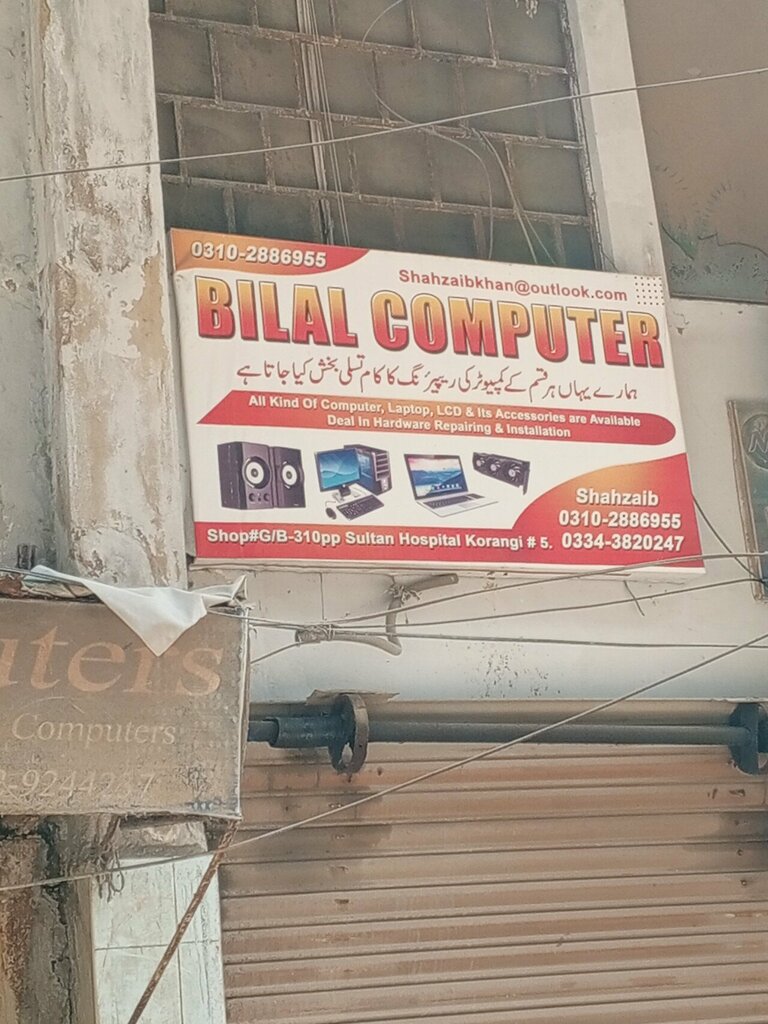 0310-2886955
Shahzaibkhan@outlook.com
BILAL COMPUTER
ہمارے یہاں ہر قسم کے کمپیوٹر کی ریپیئرنگ کا کام تسلی بخش کیا جاتا ہے
All Kind Of Computer, Laptop, LCD & Its Accessories are Available
Deal In Hardware Repairing & Installation
Shahzaib
0310-2886955
Shop#G/B-310pp Sultan Hospital Korangi # 5. 0334-3820247
uters
Computers